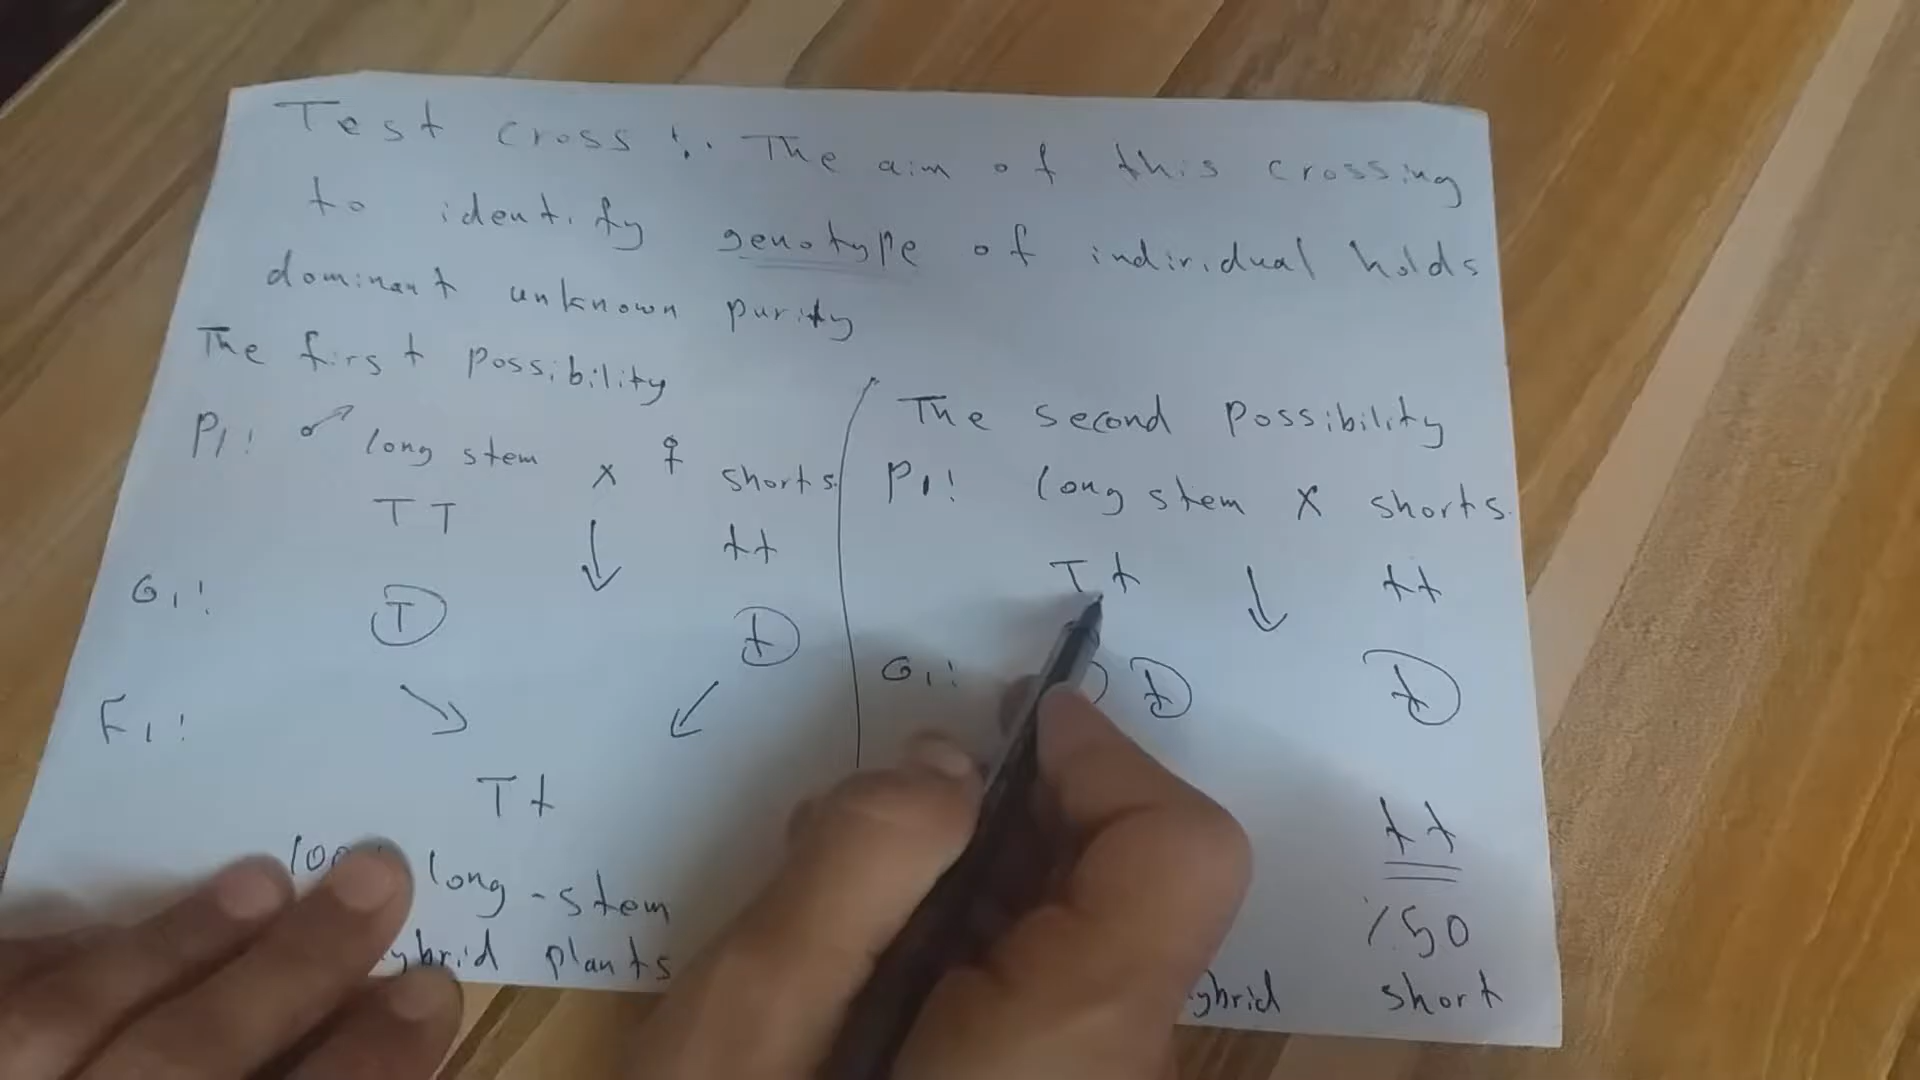 Test cross : The aim of this crossing
to identify genotype of individual holds
dominant unknown purity
The first possibility
P1: ♂ long stem x ♀ shorts.
TT tt
G1: T t
F1:
Tt
long-stem
plants
The second possibility
P1: long stem x shorts.
Tt tt
G1: t t
tt
%50
short